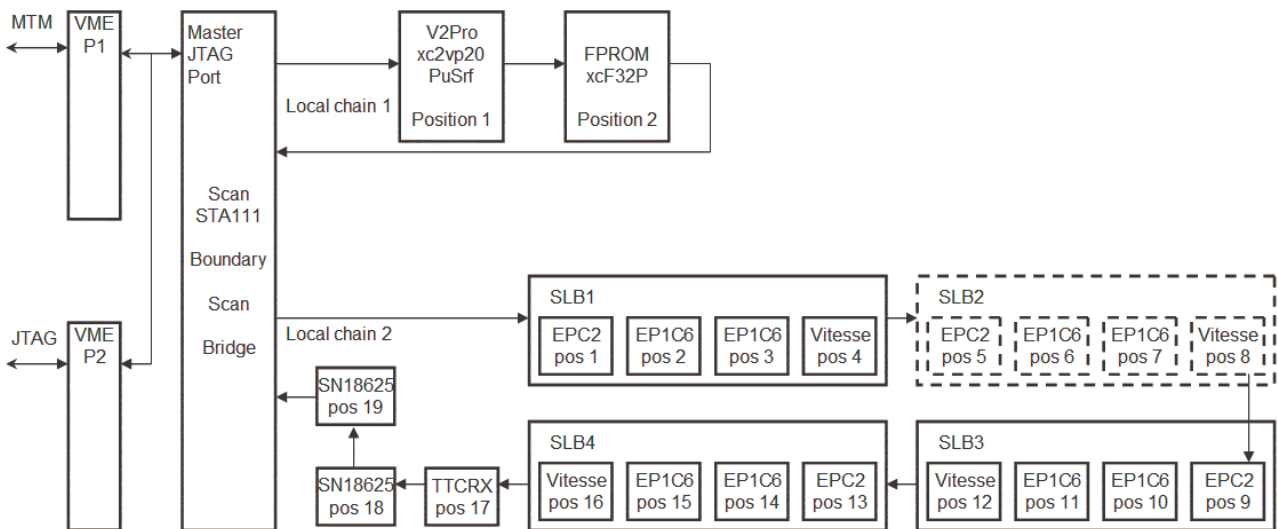 MTM
VME
P1
Master
JTAG
Port
V2Pro
xc2vp20
PuSrf
Position 1
FPROM
xcF32P
Position 2
Local chain 1
Scan
STA111
Boundary
Scan
Bridge
JTAG
VME
P2
Local chain 2
SLB1
EPC2
pos 1
EP1C6
pos 2
EP1C6
pos 3
Vitesse
pos 4
SLB2
EPC2
pos 5
EP1C6
pos 6
EP1C6
pos 7
Vitesse
pos 8
SN18625
pos 19
SN18625
pos 18
TTCRX
pos 17
SLB4
Vitesse
pos 16
EP1C6
pos 15
EP1C6
pos 14
EPC2
pos 13
SLB3
Vitesse
pos 12
EP1C6
pos 11
EP1C6
pos 10
EPC2
pos 9